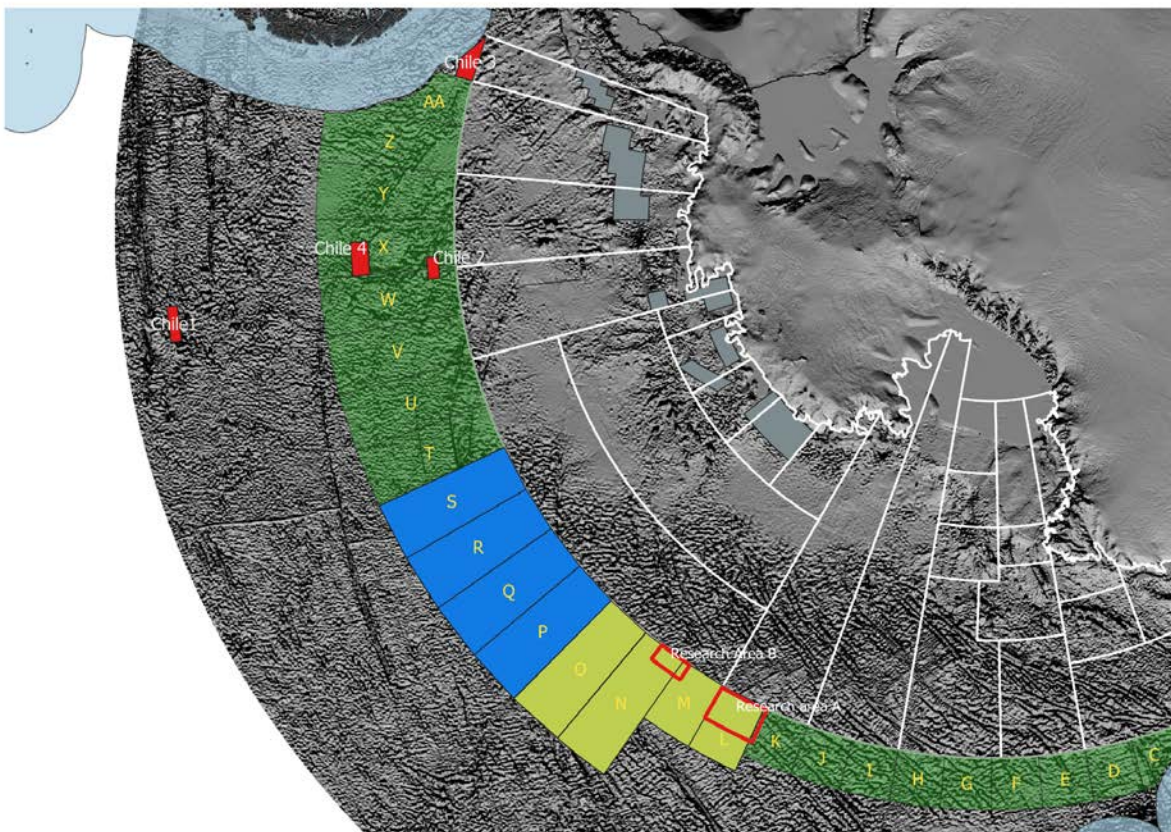 Chile 3
AA
Z
Y
X
Chile 4
Chile 2
W
Chile1
V
U
T
S
R
Q
P
O
Research Area B
N
M
Research area A
L
K
J
I
H
G
F
E
D
C